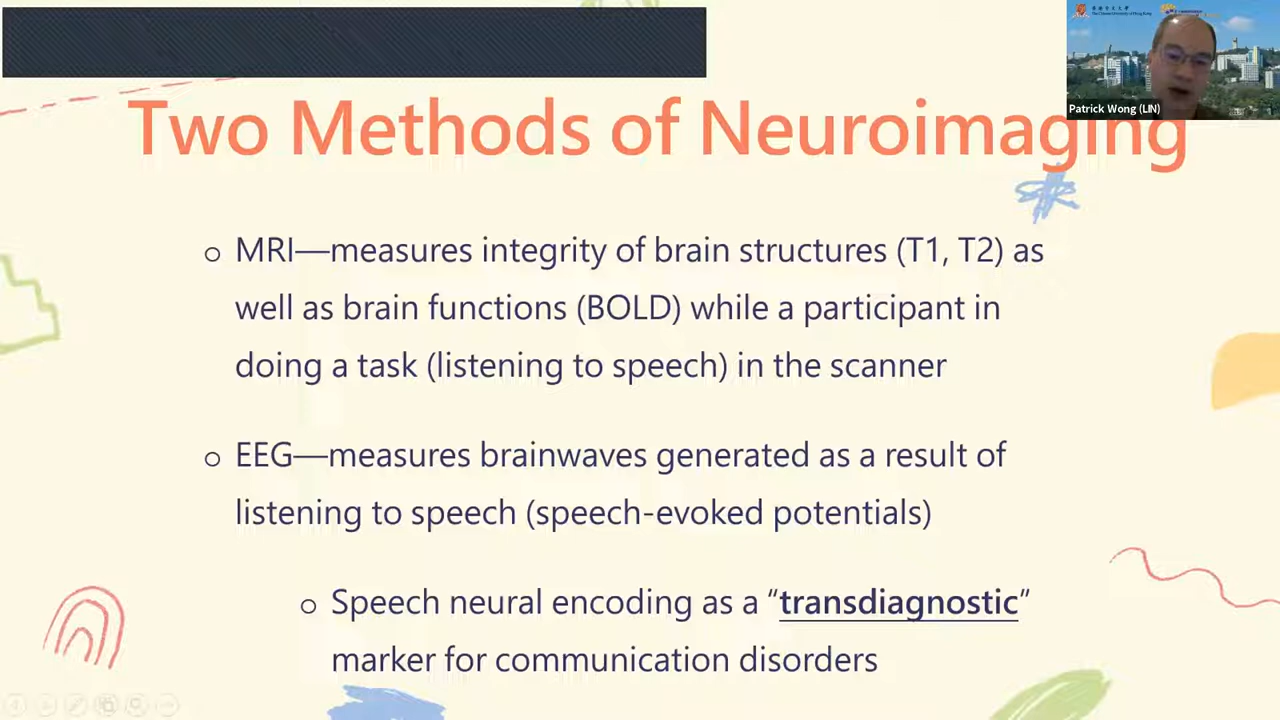 Two Methods of Neuroimaging
Patrick Wong (LIN)
MRI—measures integrity of brain structures (T1, T2) as
well as brain functions (BOLD) while a participant in
doing a task (listening to speech) in the scanner
EEG—measures brainwaves generated as a result of
listening to speech (speech-evoked potentials)
Speech neural encoding as a “transdiagnostic”
marker for communication disorders